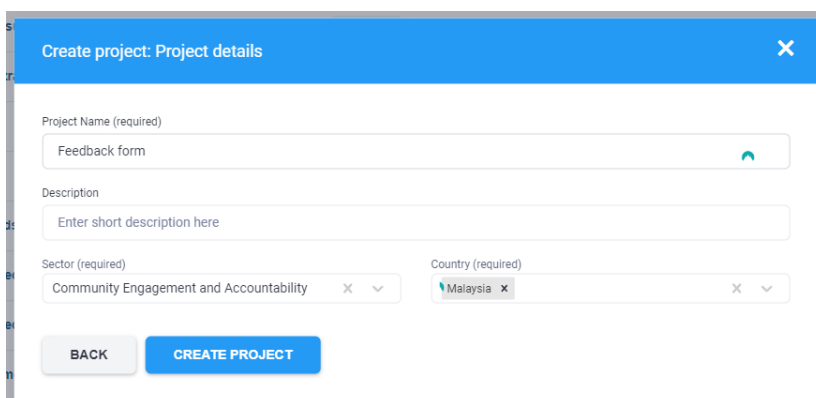 Create project: Project details
Project Name (required)
Feedback form
Description
Enter short description here
Sector (required) Country (required)
Community Engagement and Accountability Malaysia
BACK CREATE PROJECT